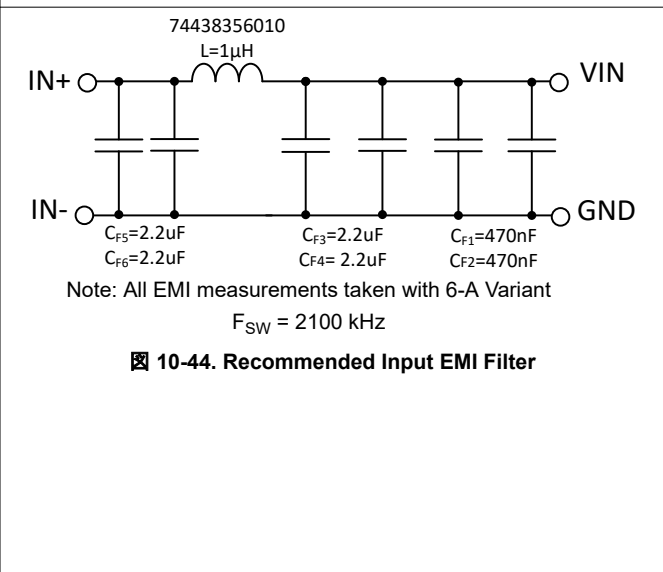 74438356010
L=1µH
IN+
VIN
IN-
GND
CF5=2.2uF
CF6=2.2uF
CF3=2.2uF
CF4= 2.2uF
CF1=470nF
CF2=470nF
Note: All EMI measurements taken with 6-A Variant
FSW = 2100 kHz
図 10-44. Recommended Input EMI Filter